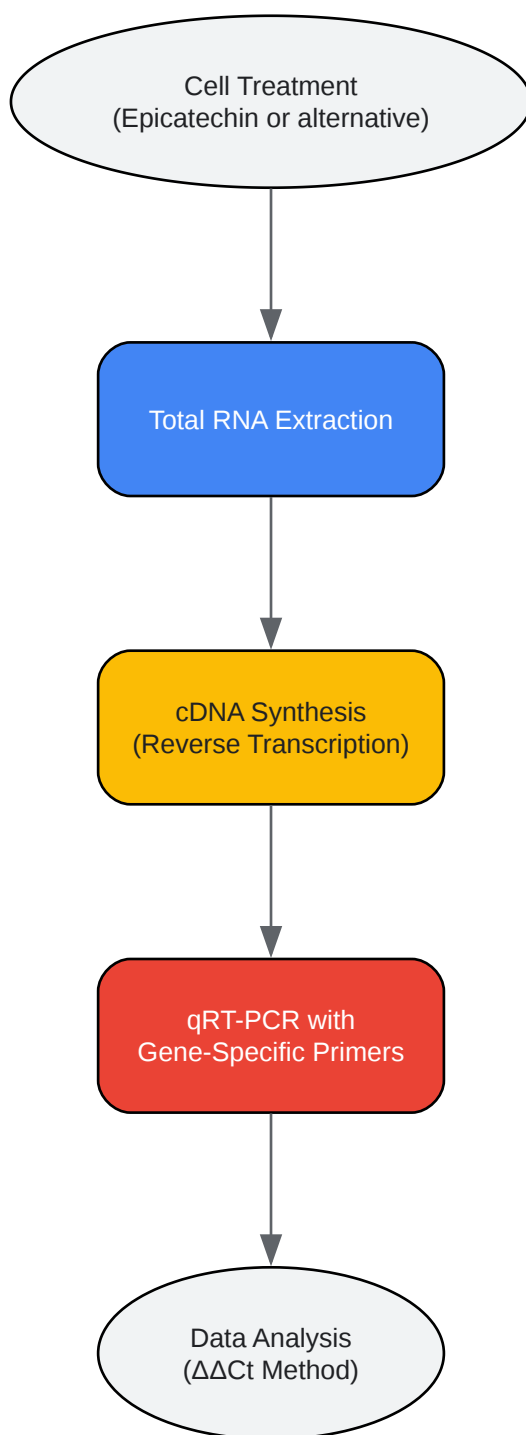 Cell Treatment
(Epicatechin or alternative)
Total RNA Extraction
cDNA Synthesis
(Reverse Transcription)
qRT-PCR with
Gene-Specific Primers
Data Analysis
(ΔΔCt Method)